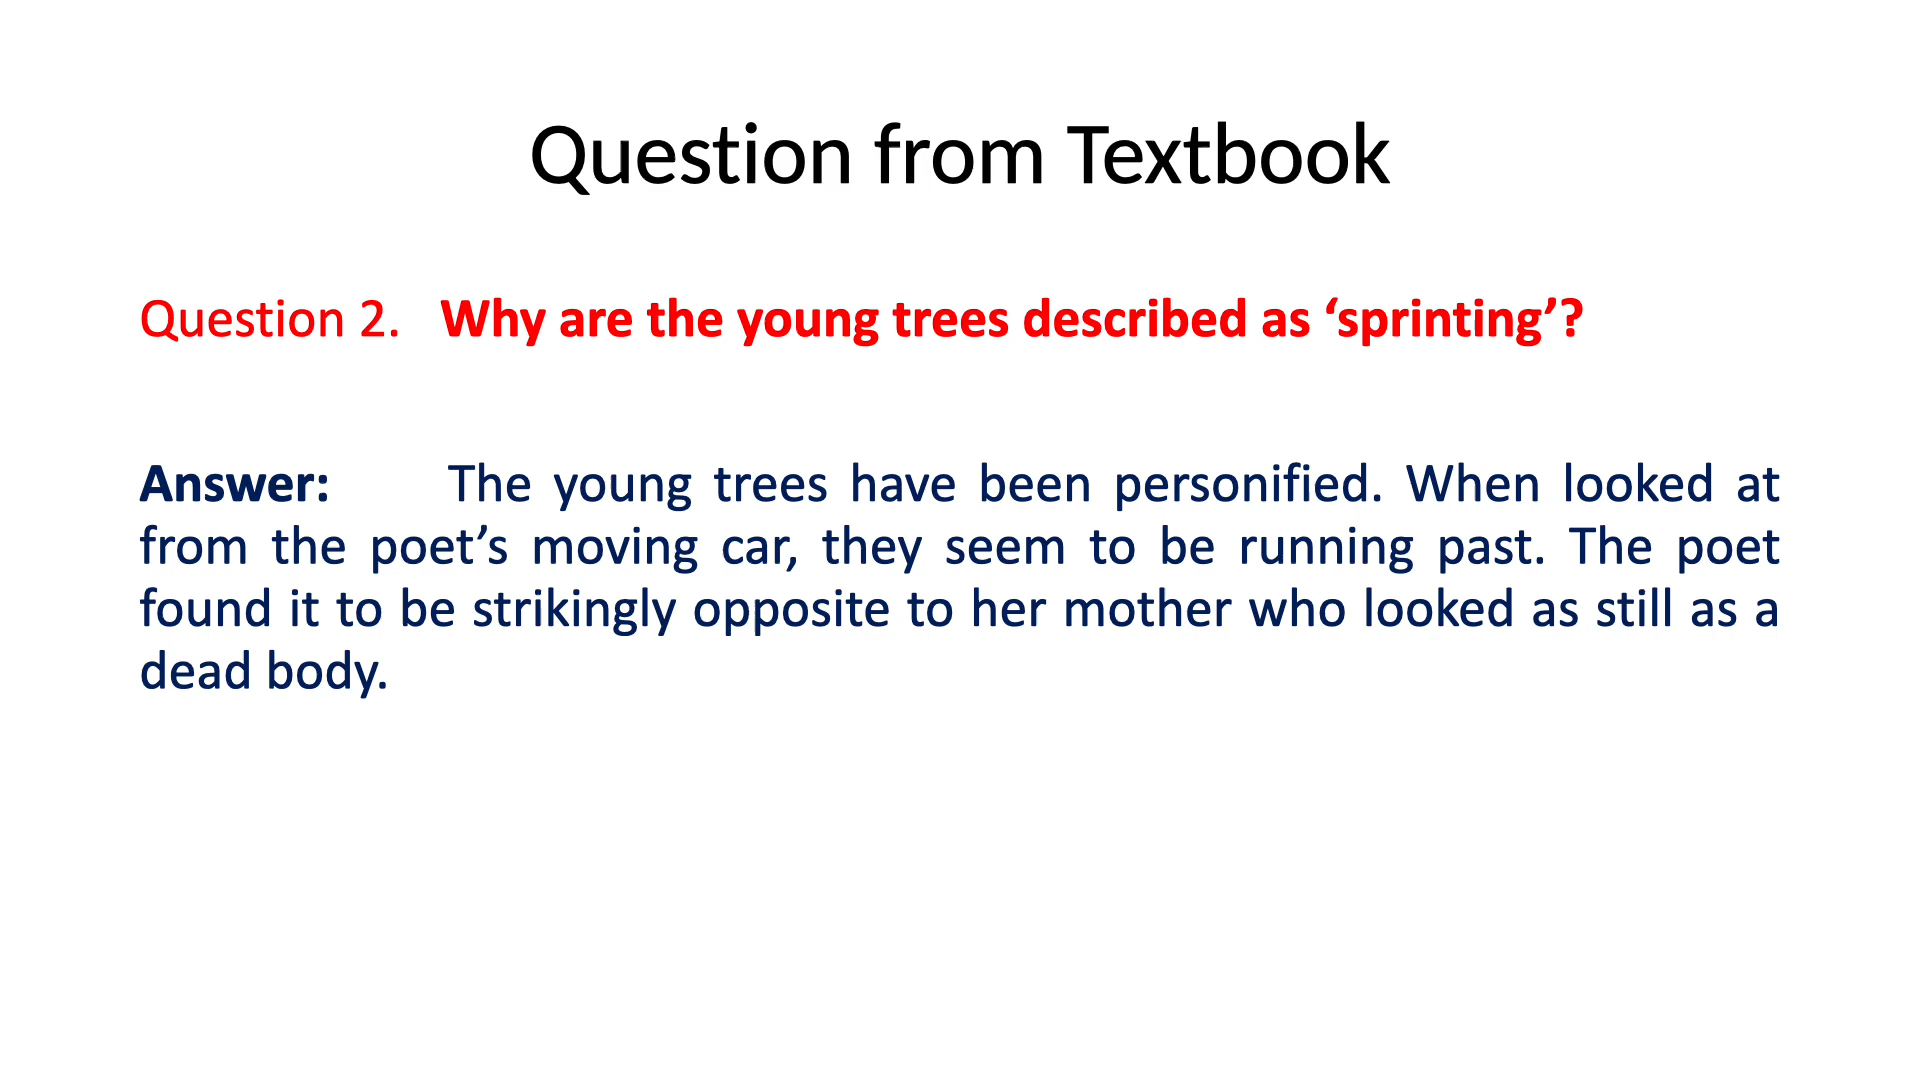 Question from Textbook
Question 2. Why are the young trees described as ‘sprinting’?
Answer: The young trees have been personified. When looked at
from the poet’s moving car, they seem to be running past. The poet
found it to be strikingly opposite to her mother who looked as still as a
dead body.